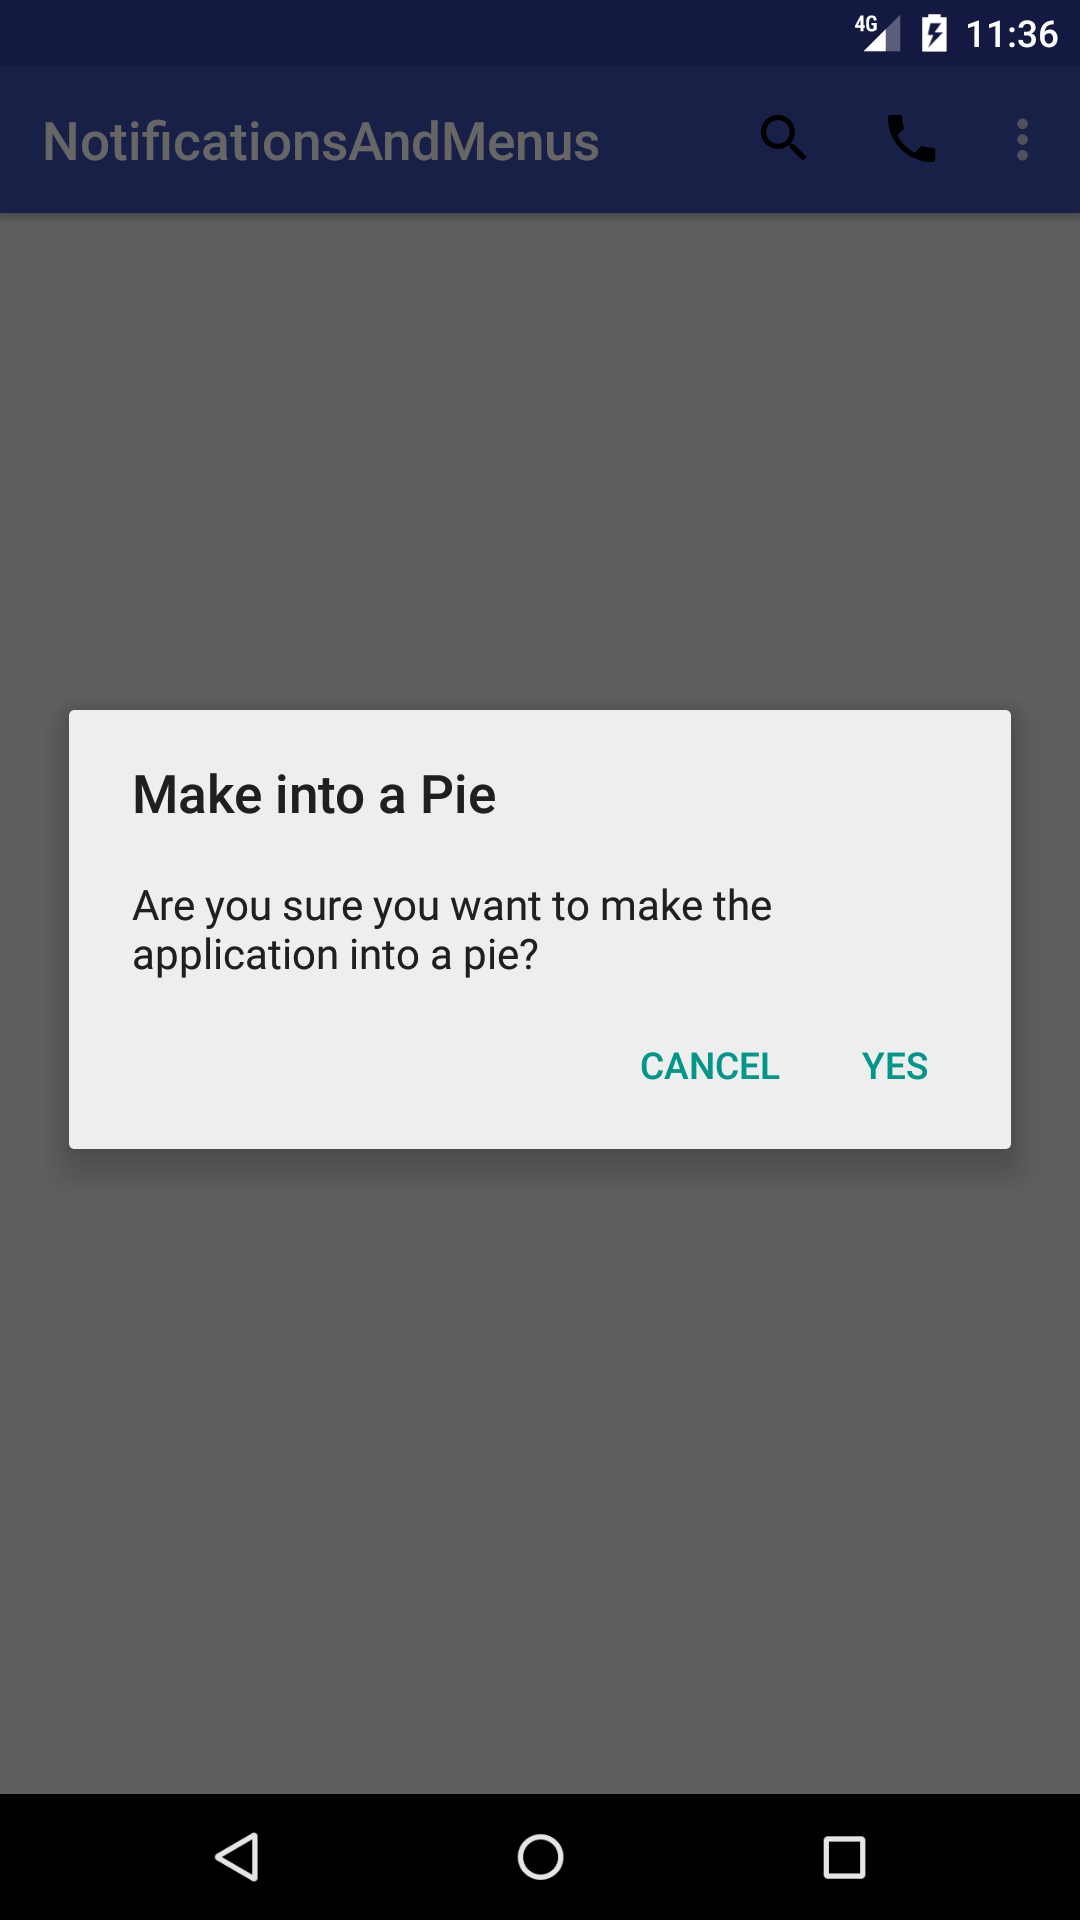 4G 11:36
NotificationsAndMenus
Make into a Pie
Are you sure you want to make the
application into a pie?
CANCEL YES